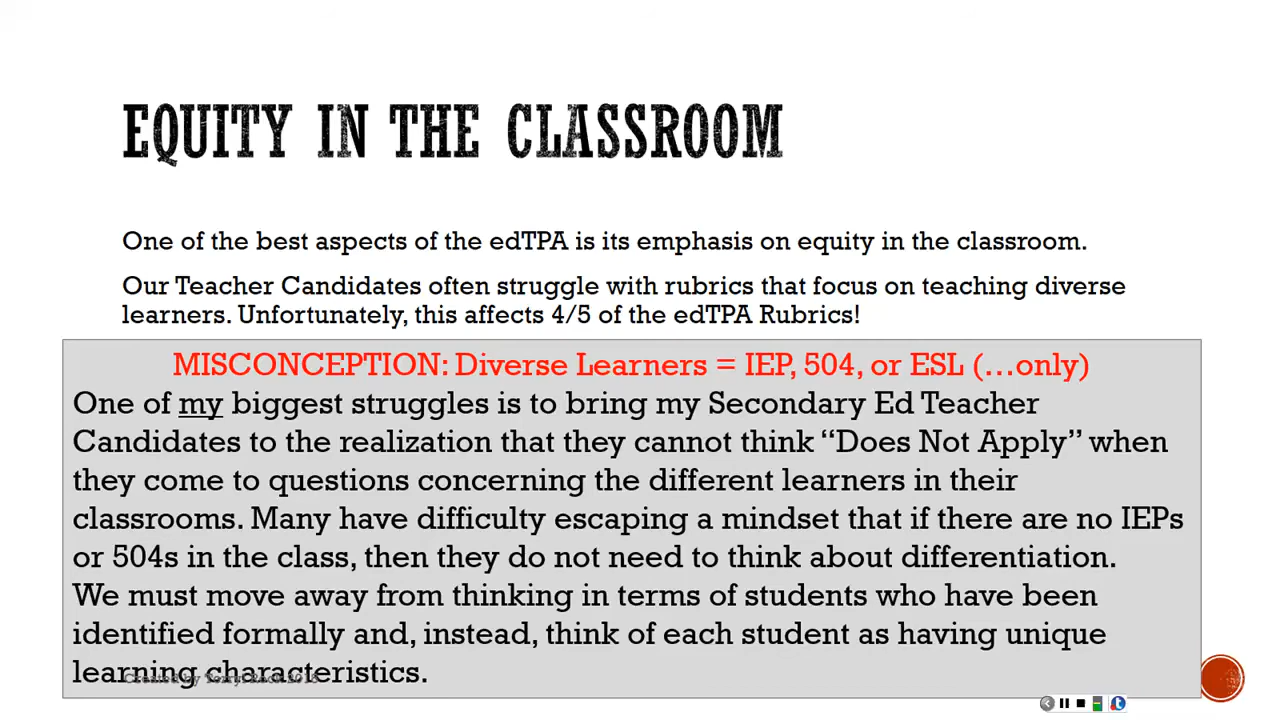 EQUITY IN THE CLASSROOM
One of the best aspects of the edTPA is its emphasis on equity in the classroom.
Our Teacher Candidates often struggle with rubrics that focus on teaching diverse
learners. Unfortunately, this affects 4/5 of the edTPA Rubrics!
MISCONCEPTION: Diverse Learners = IEP, 504, or ESL (…only)
One of my biggest struggles is to bring my Secondary Ed Teacher
Candidates to the realization that they cannot think “Does Not Apply” when
they come to questions concerning the different learners in their
classrooms. Many have difficulty escaping a mindset that if there are no IEPs
or 504s in the class, then they do not need to think about differentiation.
We must move away from thinking in terms of students who have been
identified formally and, instead, think of each student as having unique
learning characteristics.
Created by